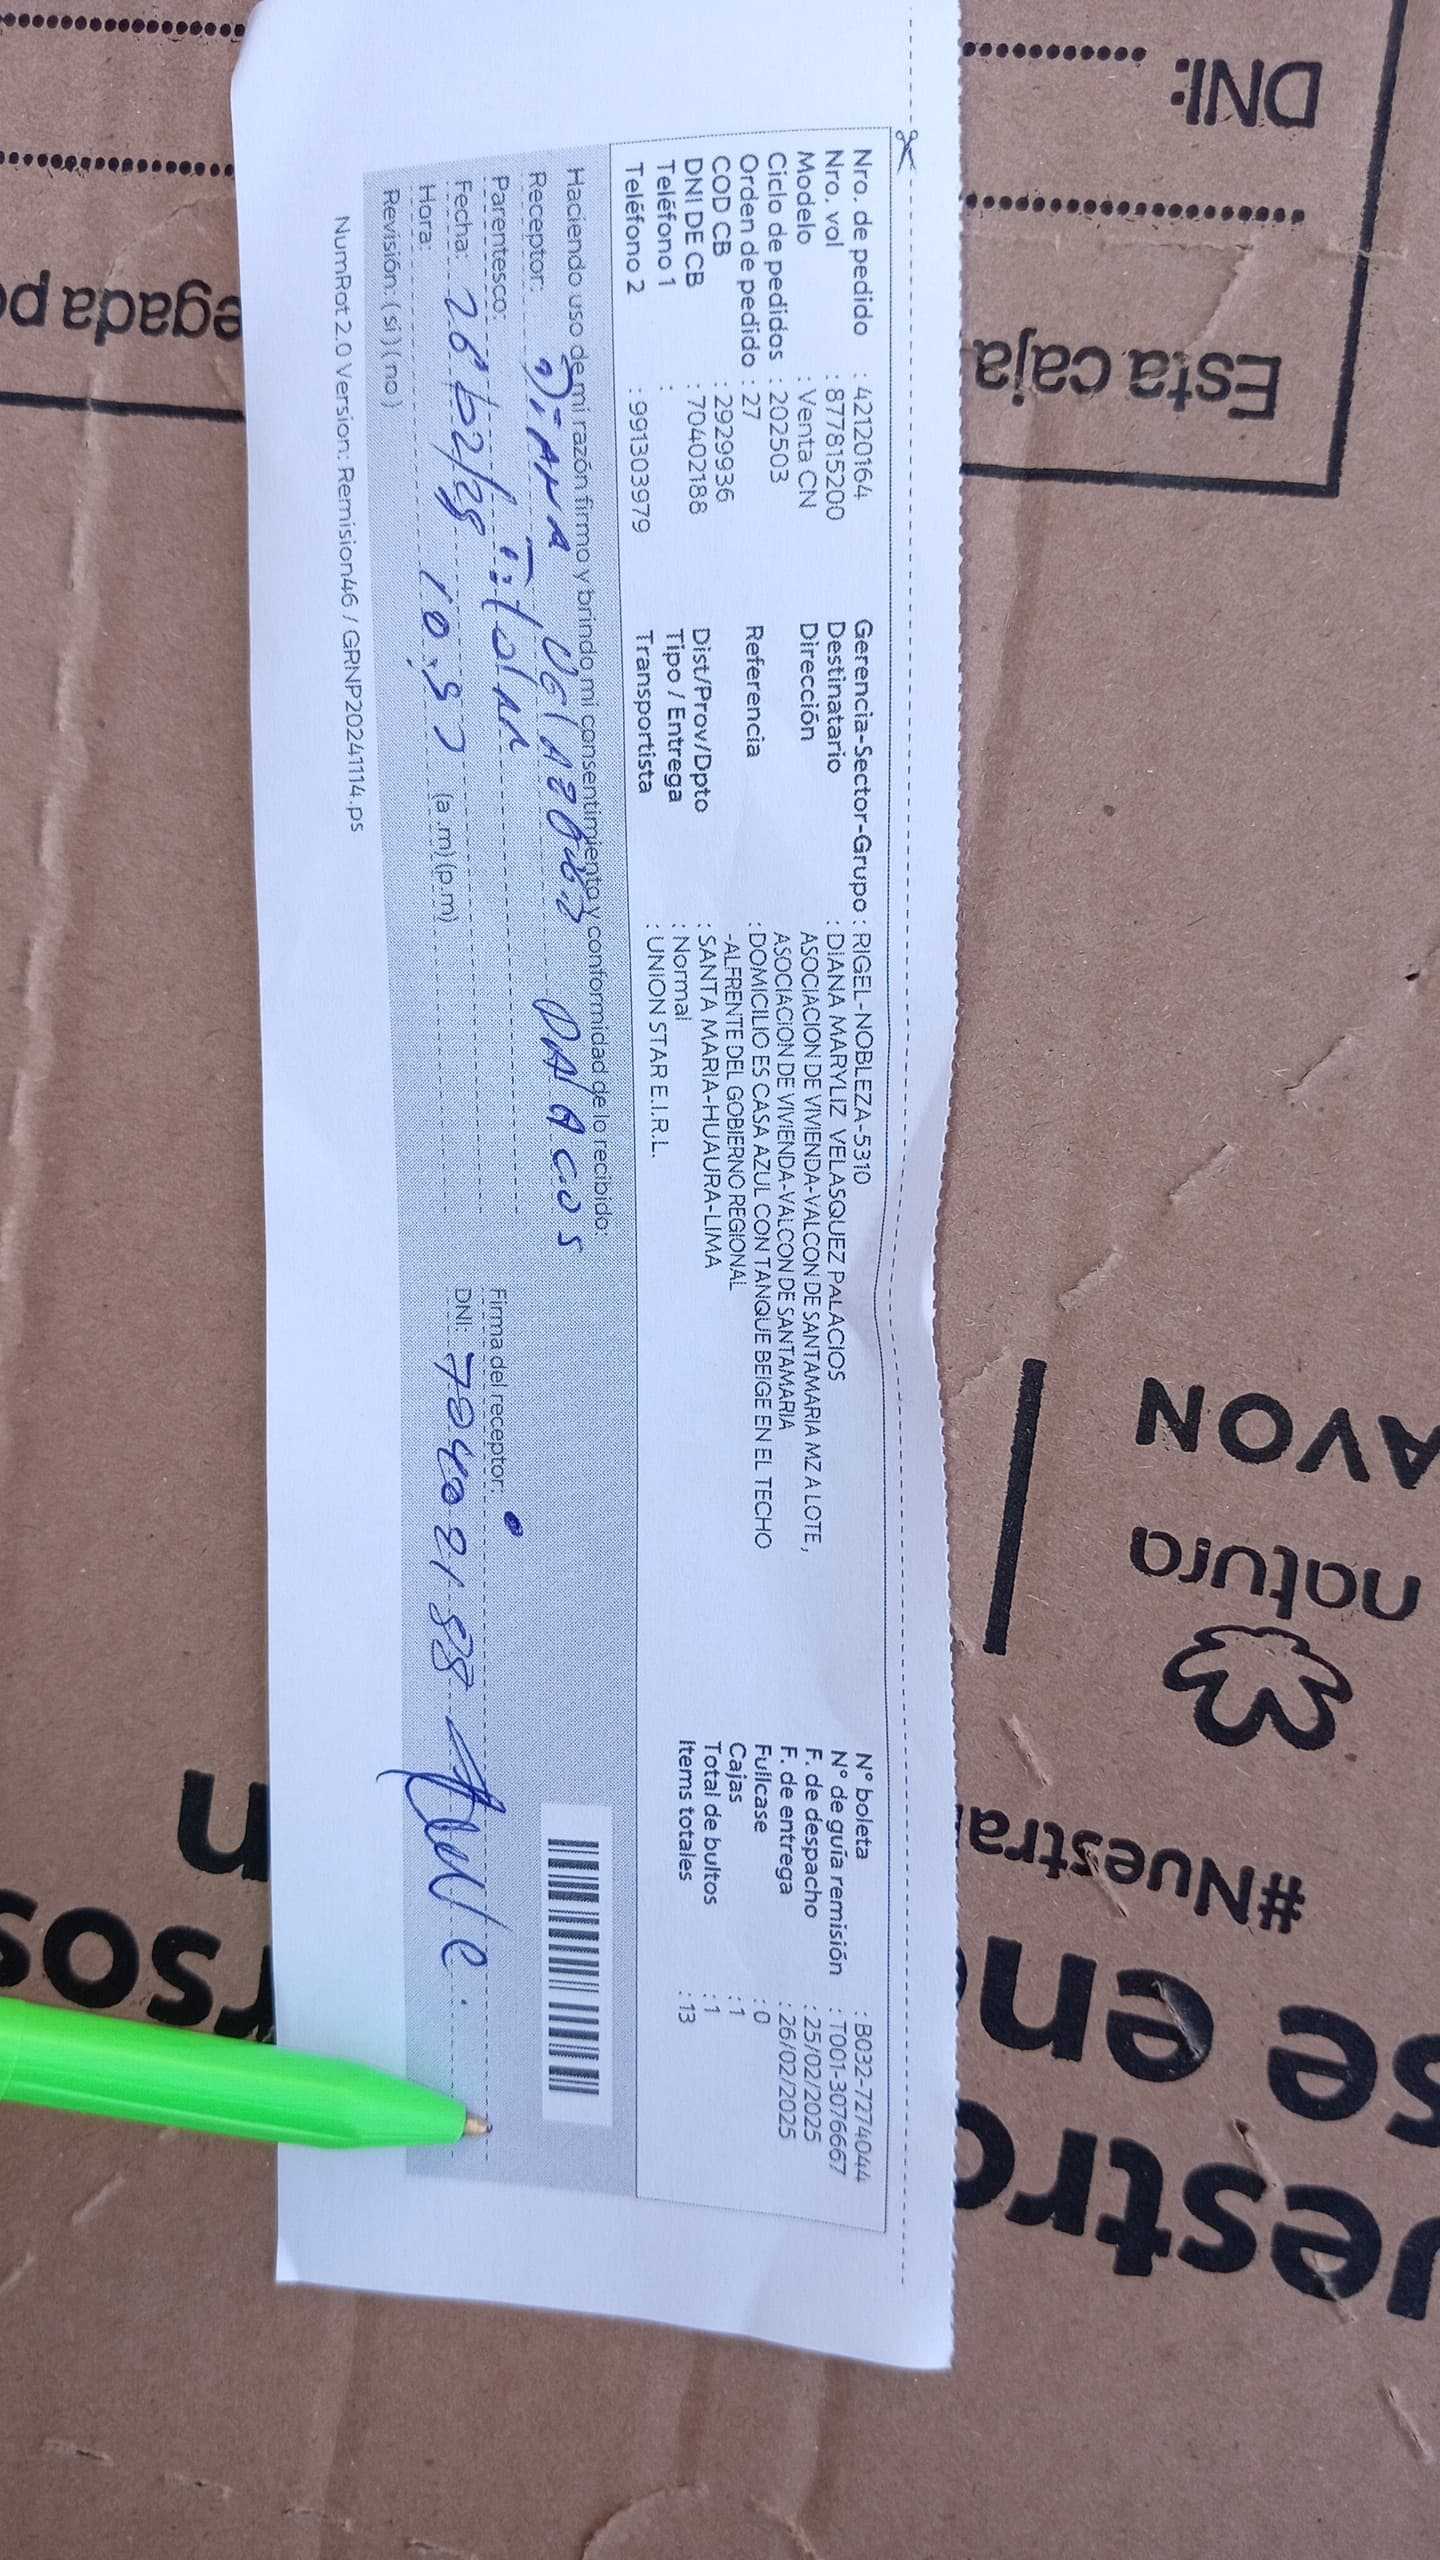 Nro. de pedido : 42120164
Nro. vol : 877815200
Modelo : Venta CN
Ciclo de pedidos : 202503
Orden de pedido : 27
COD CB : 2929936
DNI DE CB : 70402188
Teléfono 1 :
Teléfono 2 : 991303979
Gerencia-Sector-Grupo : RIGEL-NOBLEZA-5310
Destinatario : DIANA MARYLIZ VELASQUEZ PALACIOS
Dirección ASOCIACION DE VIVIENDA-VALCON DE SANTAMARIA MZ A LOTE ,
ASOCIACION DE VIVIENDA-VALCON DE SANTAMARIA
Referencia : DOMICILIO ES CASA AZUL CON TANQUE BEIGE EN EL TECHO
-ALFRENTE DEL GOBIERNO REGIONAL
Dist/Prov/Dpto : SANTA MARIA-HUAURA-LIMA
Tipo / Entrega : Normal
Transportista : UNION STAR E.I.R.L.
N° boleta : B032-7274044
N° de guía remisión : T001-3076667
F. de despacho : 25/02/2025
F. de entrega : 26/02/2025
Fullcase : 0
Cajas : 1
Total de bultos : 1
Items totales : 13
Haciendo uso de mi razón firmo y brindo mi consentimiento y conformidad de lo recibido:
Receptor: DiANA
Parentesco: titular
Fecha:
Hora:
(a.m) (p.m)
Revisión: ( si ) ( no )
Firma del receptor:
DNI: 70402188
NumRot 2.0 Version: Remision46 / GRNP20241114.ps
DNI:
Esta caja
egada p
AVON
natura
#Nuestra
e en
estro